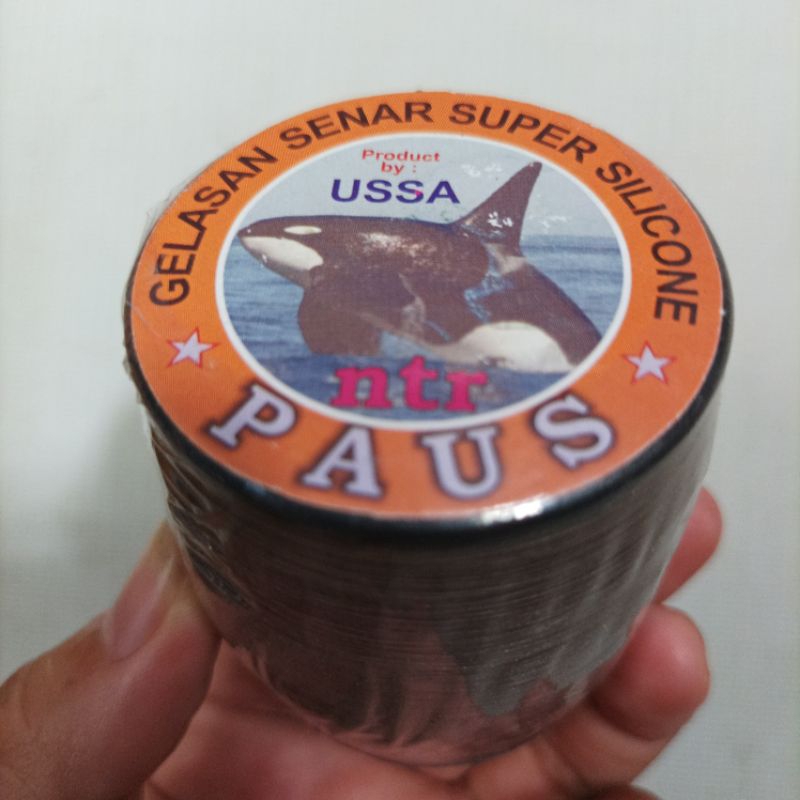 GELASAN SENAR SUPER SILICONE
Product
by :
USSA
ntr
PAUS